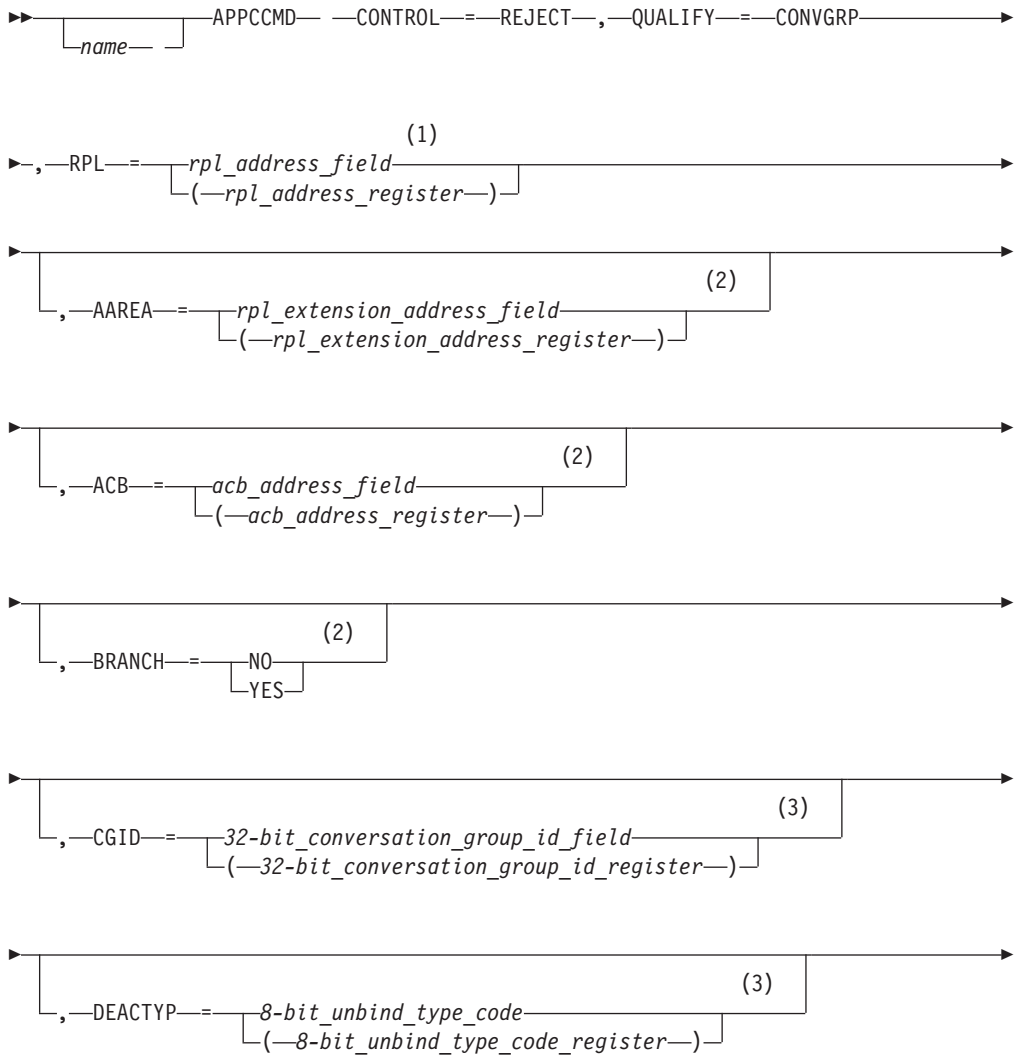 APPCCMD CONTROL = REJECT , QUALIFY = CONVGRP
name
(1)
, RPL = rpl_address_field
( rpl_address_register )
(2)
, AAREA = rpl_extension_address_field
( rpl_extension_address_register )
(2)
, ACB = acb_address_field
( acb_address_register )
(2)
, BRANCH = NO
YES
(3)
, CGID = 32-bit_conversation_group_id_field
( 32-bit_conversation_group_id_register )
(3)
, DEACTYP = 8-bit_unbind_type_code
( 8-bit_unbind_type_code_register )